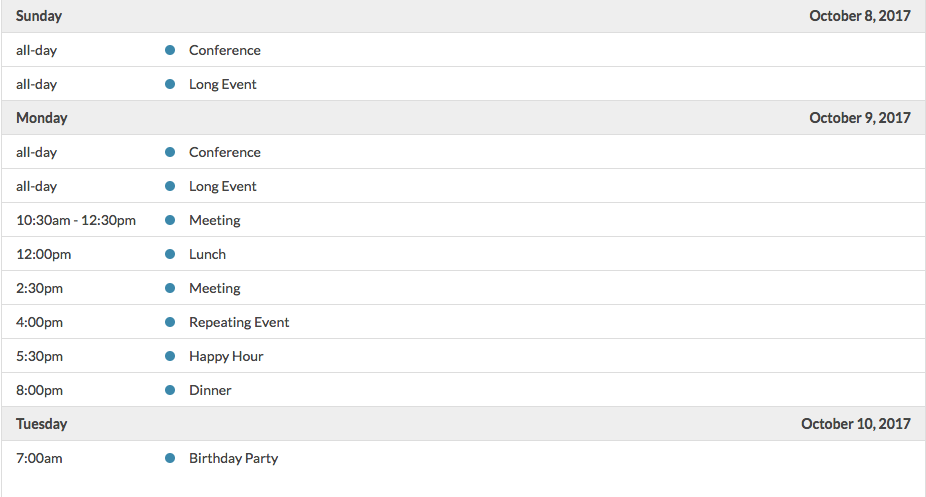 Sunday October 8, 2017
all-day Conference
all-day Long Event
Monday October 9, 2017
all-day Conference
all-day Long Event
10:30am - 12:30pm Meeting
12:00pm Lunch
2:30pm Meeting
4:00pm Repeating Event
5:30pm Happy Hour
8:00pm Dinner
Tuesday October 10, 2017
7:00am Birthday Party